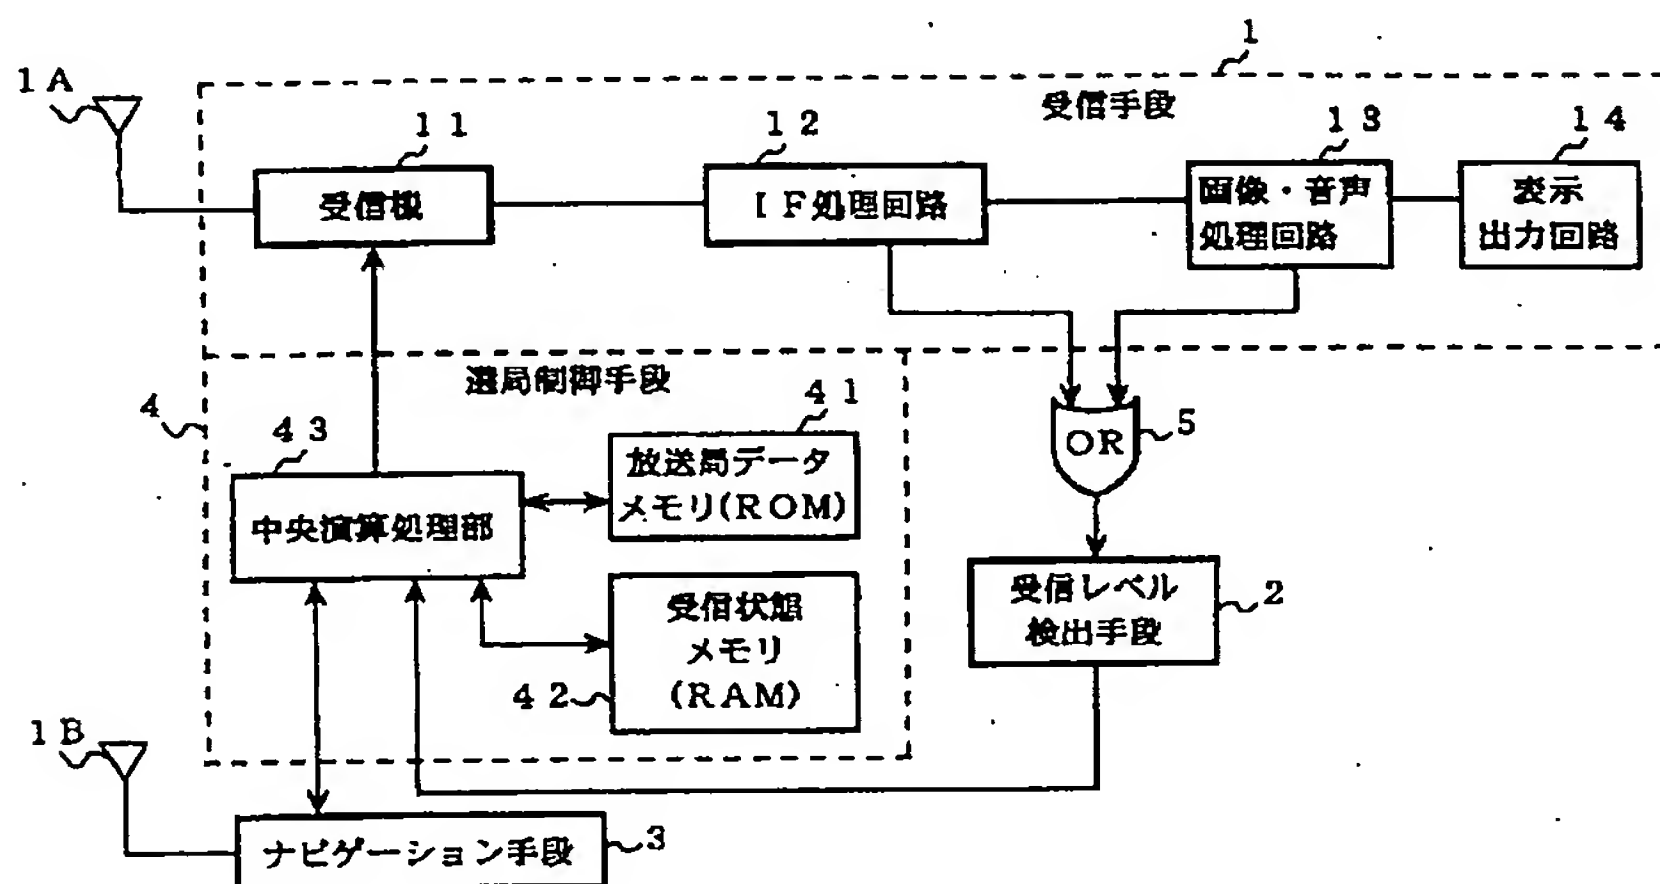 1
1A
受信手段
11
12
13
14
受信機
IF処理回路
画像・音声
処理回路
表示
出力回路
選局制御手段
4
43
41
OR
5
放送局データ
メモリ(ROM)
中央演算処理部
受信状態
メモリ
(RAM)
42
受信レベル
検出手段
2
1B
ナビゲーション手段
3